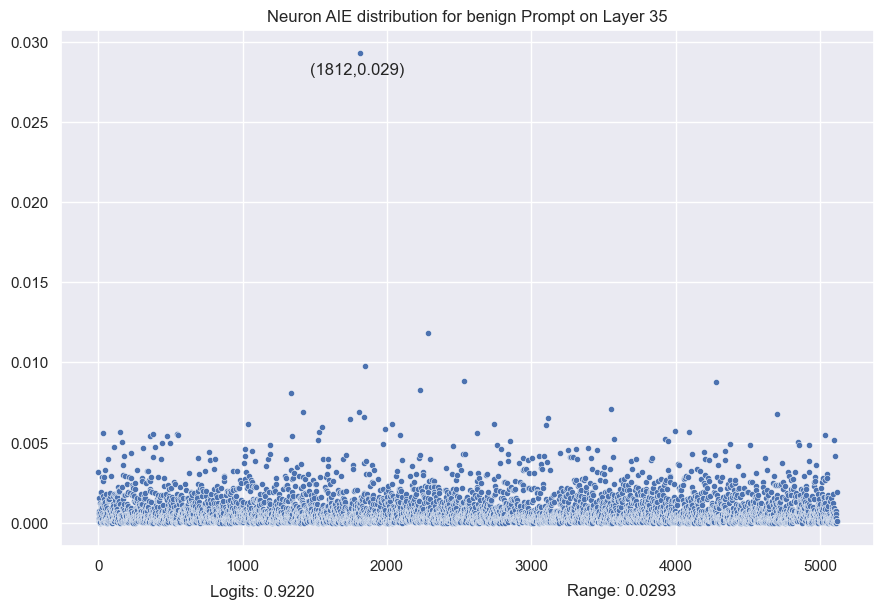 Neuron AIE distribution for benign Prompt on Layer 35
0.030
(1812,0.029)
0.025
0.020
0.015
0.010
0.005
0.000
0 1000 2000 3000 4000 5000
Logits: 0.9220 Range: 0.0293